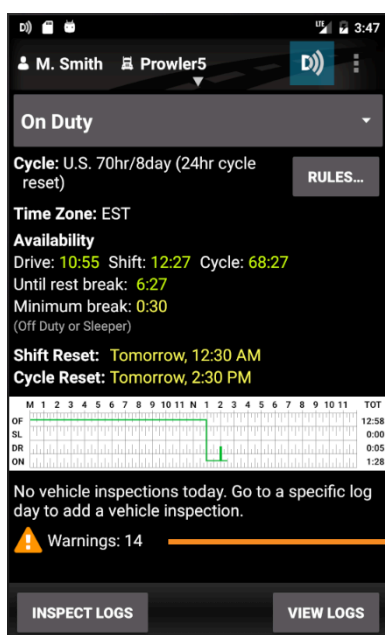 D)) LTE 3:47
M. Smith Prowler5 D))
On Duty
Cycle: U.S. 70hr/8day (24hr cycle
reset)
RULES...
Time Zone: EST
Availability
Drive: 10:55 Shift: 12:27 Cycle: 68:27
Until rest break: 6:27
Minimum break: 0:30
(Off Duty or Sleeper)
Shift Reset: Tomorrow, 12:30 AM
Cycle Reset: Tomorrow, 2:30 PM
M 1 2 3 4 5 6 7 8 9 10 11 N 1 2 3 4 5 6 7 8 9 10 11 TOT
OF 12:58
SL 0:00
DR 0:05
ON 1:28
No vehicle inspections today. Go to a specific log
day to add a vehicle inspection.
Warnings: 14
INSPECT LOGS VIEW LOGS